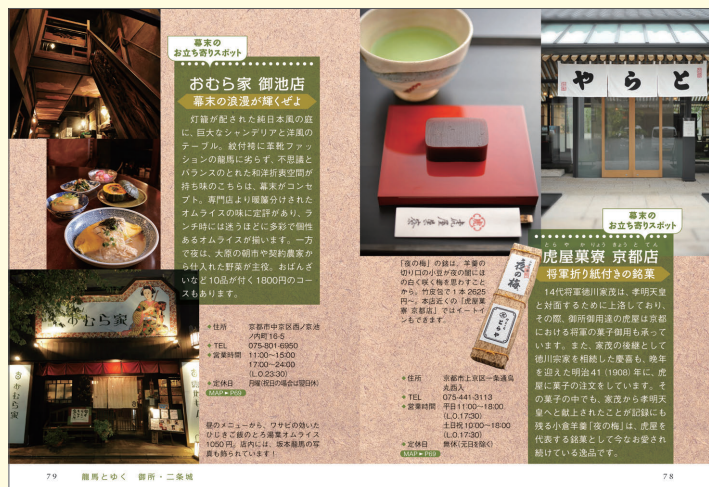 幕末の
お立ち寄りスポット
とらやかりょうきょうとてん
虎屋菓寮 京都店
将軍折り紙付きの銘菓
14代将軍徳川家茂は、孝明天皇
と対面するために上洛しており、
その際、御所御用達の虎屋は京都
における将軍の菓子御用も承って
います。また、家茂の後継として
徳川宗家を相続した慶喜も、晩年
を迎えた明治41(1908)年に、虎
屋に菓子の注文をしています。そ
の菓子の中でも、家茂から孝明天
皇へと献上されたことが記録にも
残る小倉羊羹「夜の梅」は、虎屋を
代表する銘菓として今なお愛され
続けている逸品です。
やらと
虎屋菓寮
「夜の梅」の銘は、羊羹の
切り口の小豆が夜の闇にほ
の白く咲く梅を思わすこと
から。竹皮包で1本2625
円〜。本店近くの「虎屋菓
寮 京都店」ではイートイ
ンもできます。
夜の梅
とらや
◆住所 京都市上京区一条通烏
丸西入
◆TEL 075-441-3113
◆営業時間 平日11:00〜18:00
(L.O.17:30)
土日祝10:00〜18:00
(L.O.17:30)
◆定休日 無休(元日を除く)
MAP▶P69
78
幕末の
お立ち寄りスポット
おむら家 御池店
幕末の浪漫が輝くぜよ
灯籠が配された純日本風の庭
に、巨大なシャンデリアと洋風の
テーブル。紋付袴に革靴ファッ
ションの龍馬に劣らず、不思議と
バランスのとれた和洋折衷空間が
持ち味のこちらは、幕末がコンセ
プト。専門店より暖簾分けされた
オムライスの味に定評があり、ラ
ンチ時には迷うほどに多彩で個性
あるオムライスが揃います。一方
で夜は、大原の朝市や契約農家か
ら仕入れた野菜が主役。おばんざ
いなど10品が付く1800円のコー
スもあります。
おむら家
おむら家
◆住所 京都市中京区西ノ京池
ノ内町16-5
◆TEL 075-801-6950
◆営業時間 11:00〜15:00
17:00〜24:00
(L.O.23:30)
◆定休日 月曜(祝日の場合は翌日休)
MAP▶P69
昼のメニューから、ワサビの効いた
ひじきご飯のとろ湯葉オムライス
1050円。店内には、坂本龍馬の写
真も飾られています!
79 龍馬とゆく 御所・二条城